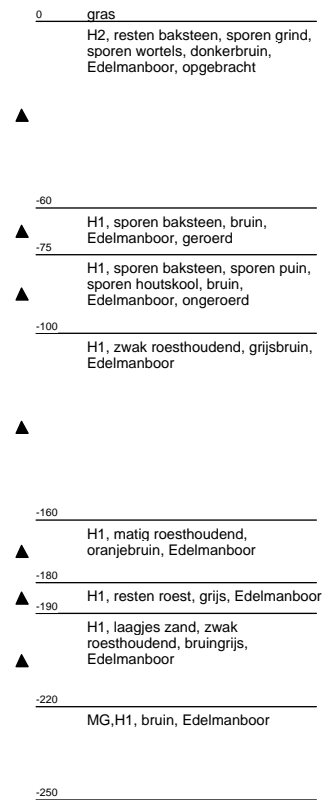 0 gras
H2, resten baksteen, sporen grind,
sporen wortels, donkerbruin,
Edelmanboor, opgebracht
-60
H1, sporen baksteen, bruin,
Edelmanboor, geroerd
-75
H1, sporen baksteen, sporen puin,
sporen houtskool, bruin,
Edelmanboor, ongeroerd
-100
H1, zwak roesthoudend, grijsbruin,
Edelmanboor
-160
H1, matig roesthoudend,
oranjebruin, Edelmanboor
-180
H1, resten roest, grijs, Edelmanboor
-190
H1, laagjes zand, zwak
roesthoudend, bruingrijs,
Edelmanboor
-220
MG,H1, bruin, Edelmanboor
-250